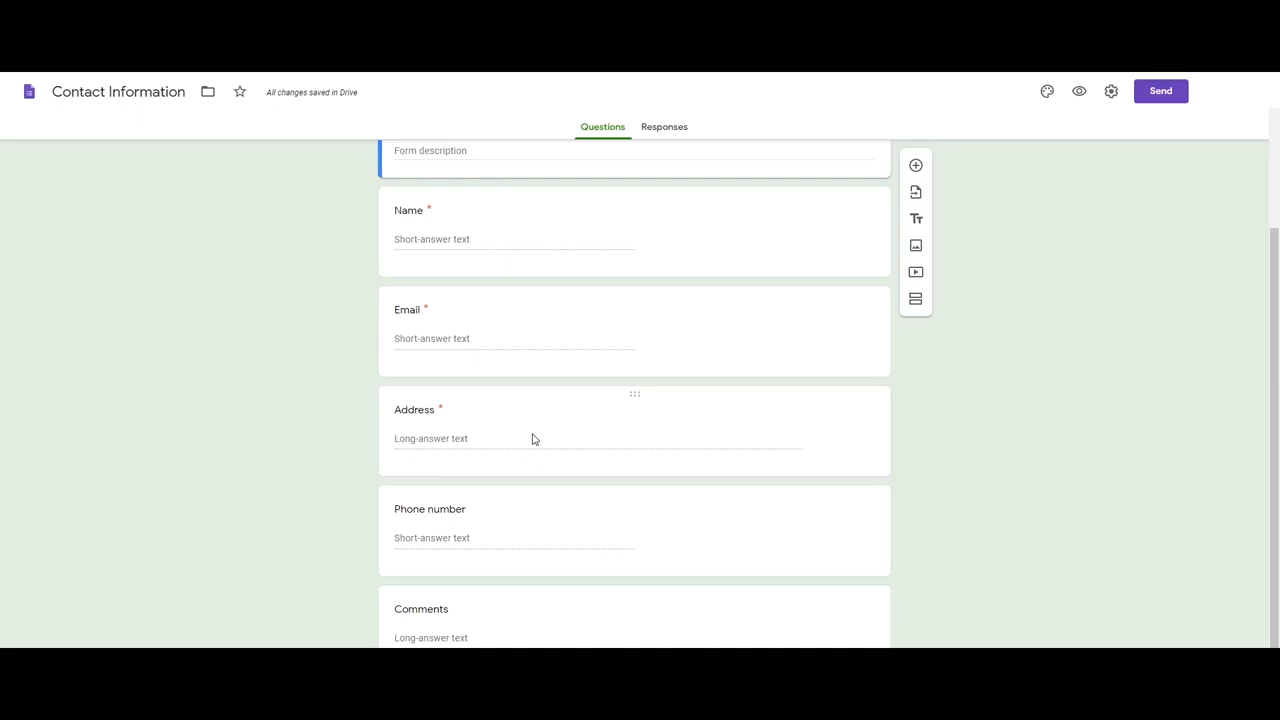 Contact Information
All changes saved in Drive
Send
Questions
Responses
Form description
Name *
Short-answer text
Email *
Short-answer text
Address *
Long-answer text
Phone number
Short-answer text
Comments
Long-answer text